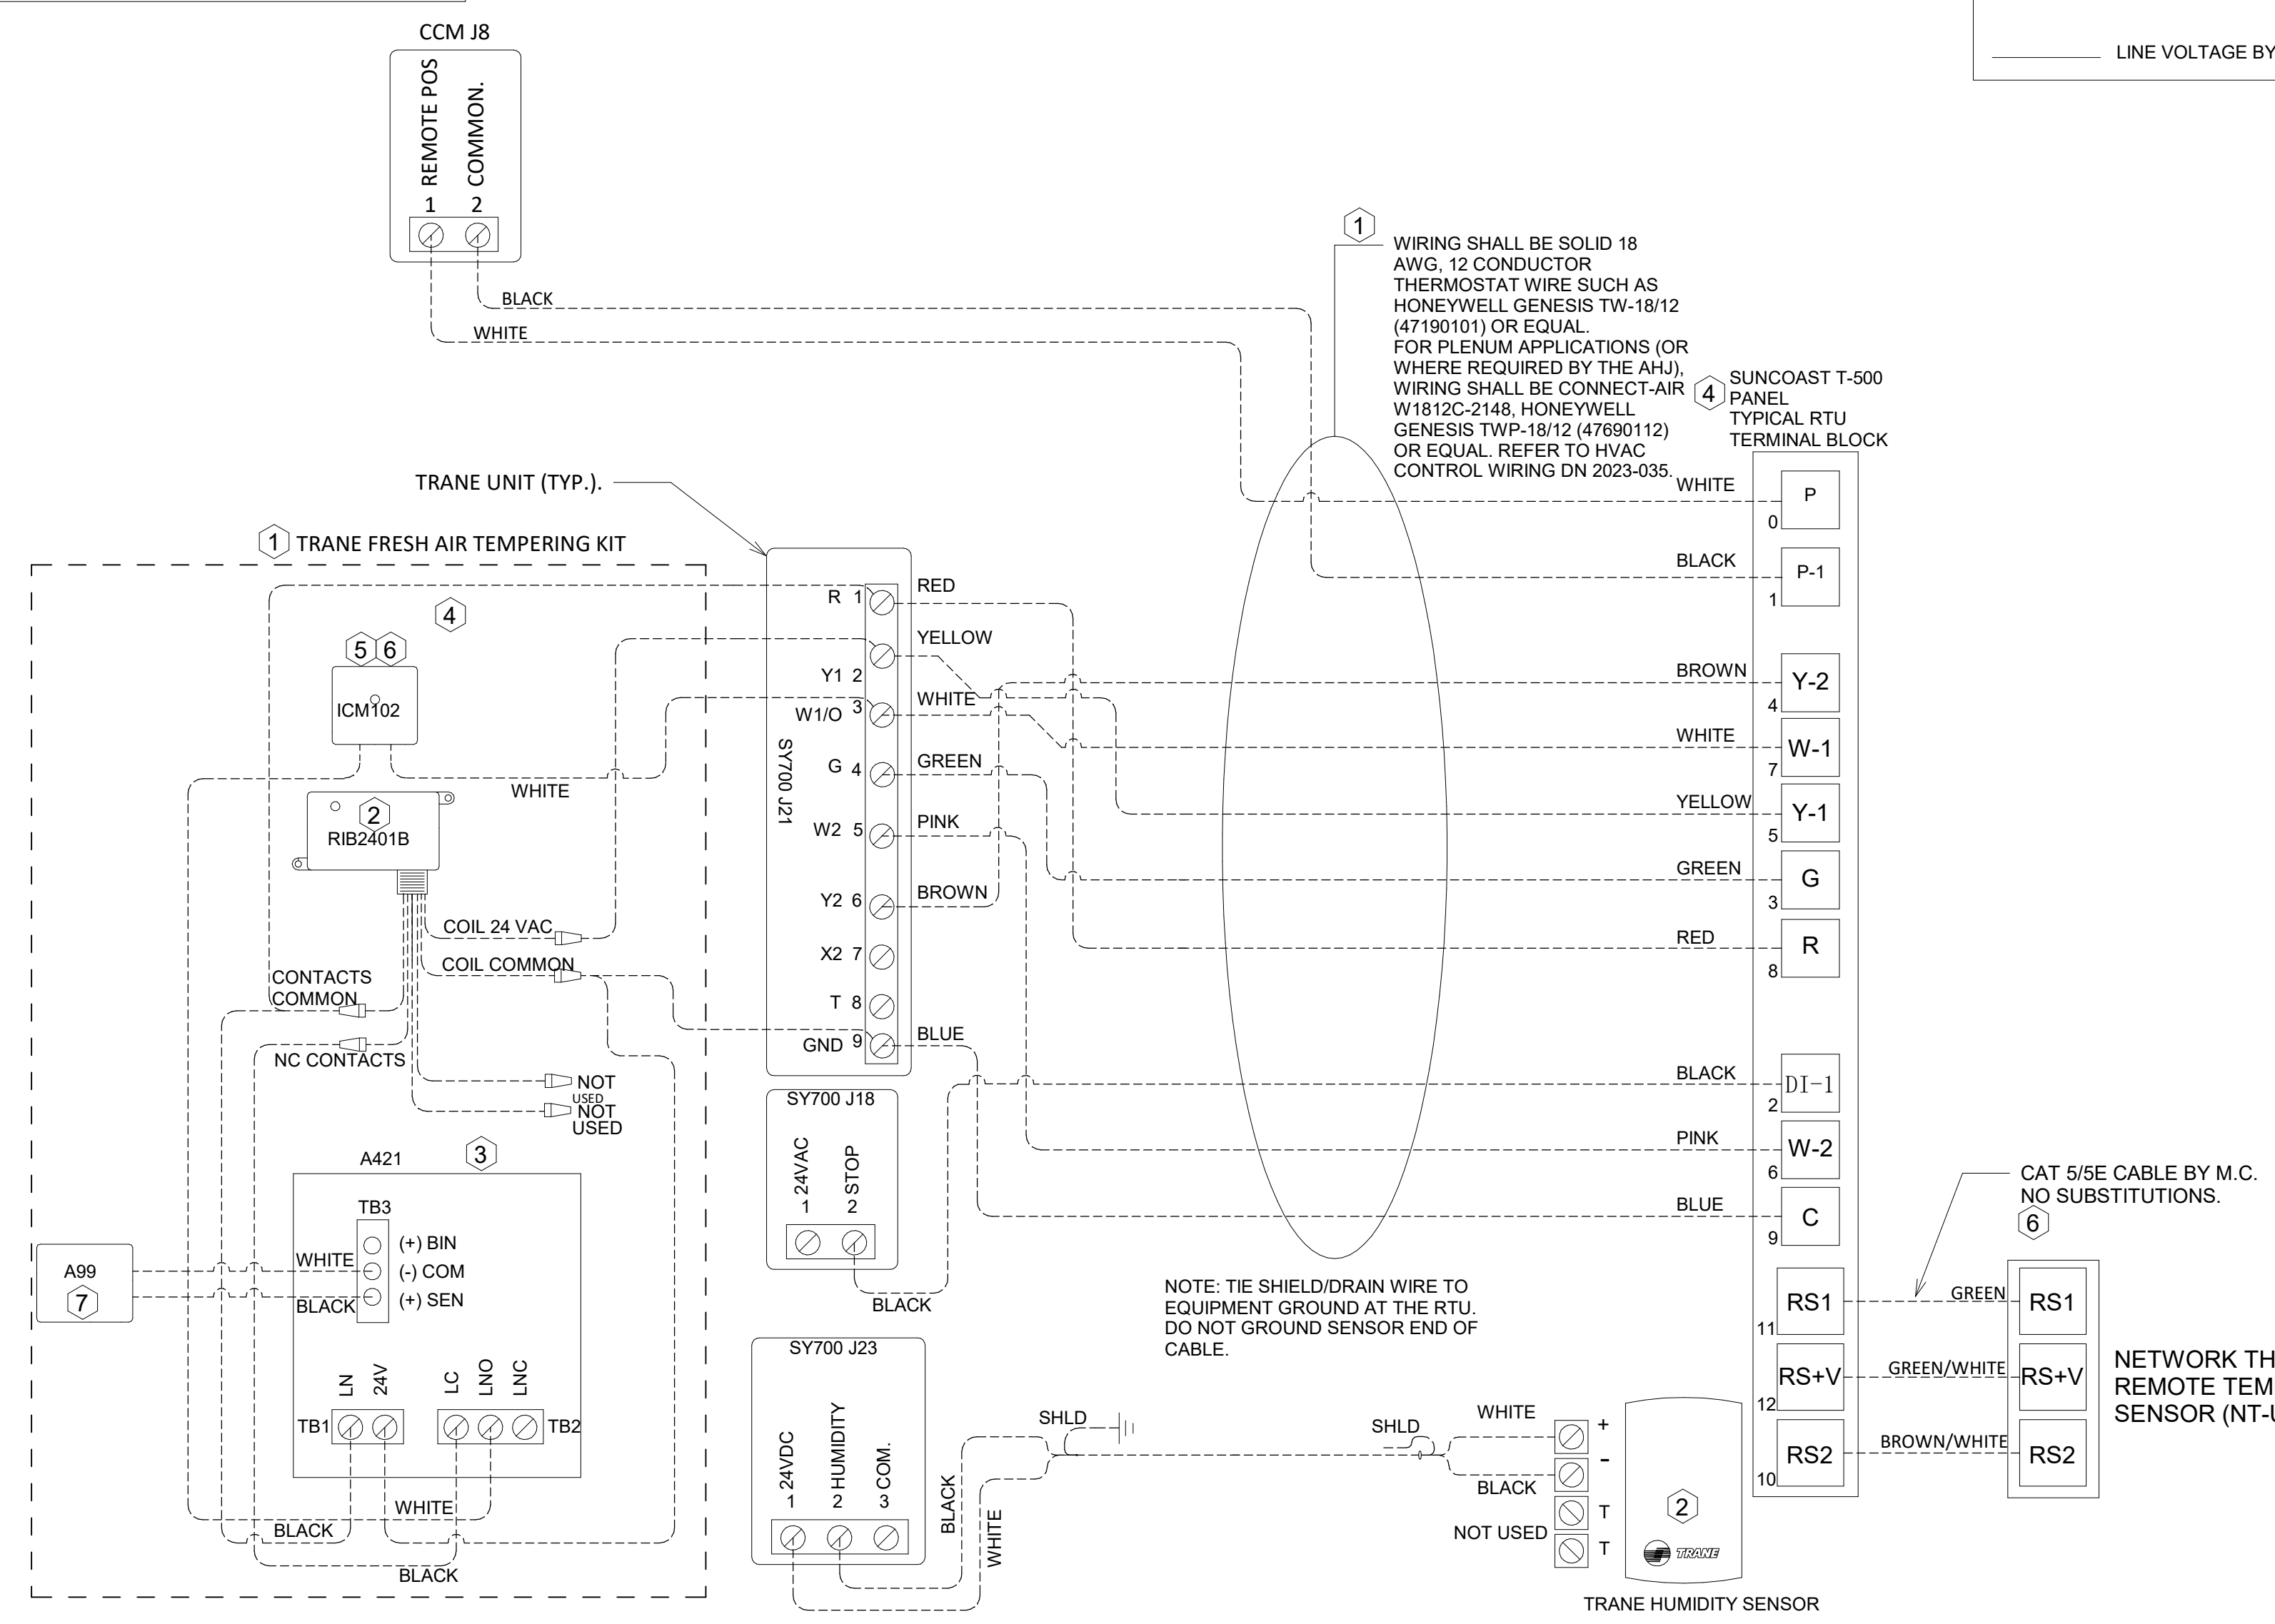 CCM J8
REMOTE POS
COMMON.
1 2
BLACK
WHITE
LINE VOLTAGE BY
1
WIRING SHALL BE SOLID 18
AWG, 12 CONDUCTOR
THERMOSTAT WIRE SUCH AS
HONEYWELL GENESIS TW-18/12
(47190101) OR EQUAL.
FOR PLENUM APPLICATIONS (OR
WHERE REQUIRED BY THE AHJ),
WIRING SHALL BE CONNECT-AIR
W1812C-2148, HONEYWELL
GENESIS TWP-18/12 (47690112)
OR EQUAL. REFER TO HVAC
CONTROL WIRING DN 2023-035.
4
SUNCOAST T-500
PANEL
TYPICAL RTU
TERMINAL BLOCK
TRANE UNIT (TYP.).
1 TRANE FRESH AIR TEMPERING KIT
4
5 6
ICM102
WHITE
2
RIB2401B
COIL 24 VAC
COIL COMMON
CONTACTS
COMMON
NC CONTACTS
NOT
USED
NOT
USED
3
A421
TB3
(+) BIN
(-) COM
(+) SEN
WHITE
BLACK
A99
7
LN
24V
LC
LNO
LNC
TB1
TB2
WHITE
BLACK
BLACK
SY700 J21
R 1
Y1 2
W1/O 3
G 4
W2 5
Y2 6
X2 7
T 8
GND 9
RED
YELLOW
WHITE
GREEN
PINK
BROWN
BLUE
SY700 J18
24VAC
STOP
1 2
BLACK
SY700 J23
24VDC
HUMIDITY
COM.
1 2 3
BLACK
WHITE
SHLD
NOTE: TIE SHIELD/DRAIN WIRE TO
EQUIPMENT GROUND AT THE RTU.
DO NOT GROUND SENSOR END OF
CABLE.
SHLD
WHITE
BLACK
NOT USED
+
-
T
T
2
TRANE
TRANE HUMIDITY SENSOR
WHITE P 0
BLACK P-1 1
BROWN Y-2 4
WHITE W-1 7
YELLOW Y-1 5
GREEN G 3
RED R 8
BLACK DI-1 2
PINK W-2 6
BLUE C 9
RS1 11 GREEN RS1
RS+V 12 GREEN/WHITE RS+V
RS2 10 BROWN/WHITE RS2
CAT 5/5E CABLE BY M.C.
NO SUBSTITUTIONS.
6
NETWORK TH
REMOTE TEM
SENSOR (NT-U